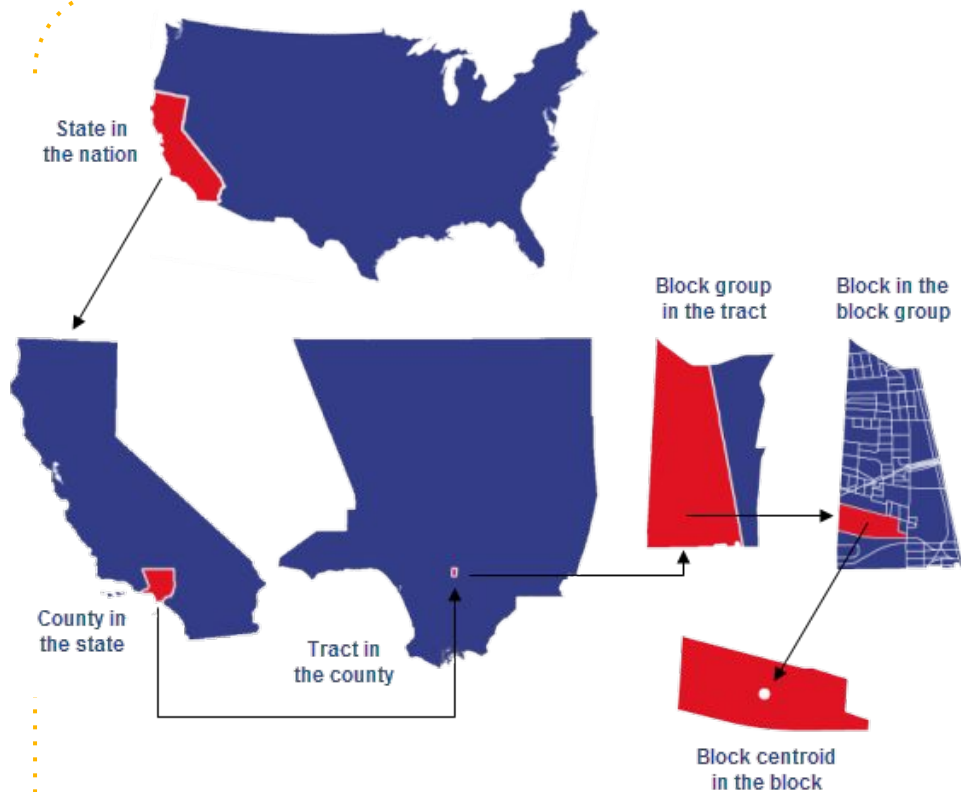 State in
the nation
Block group
in the tract
Block in the
block group
County in
the state
Tract in
the county
Block centroid
in the block